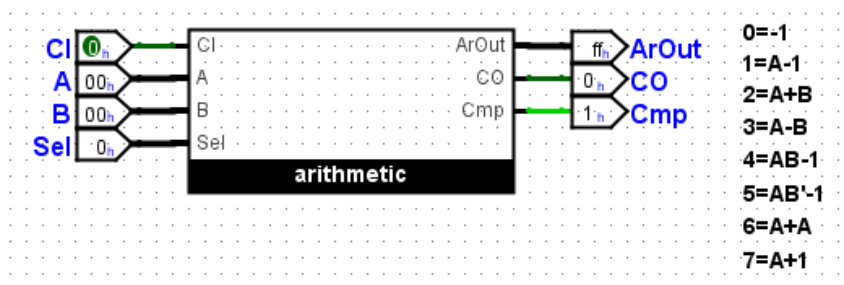 CI 0h CI ArOut ffh ArOut
A 00h A CO 0h CO
B 00h B Cmp 1h Cmp
Sel 0h Sel
arithmetic
0=-1
1=A-1
2=A+B
3=A-B
4=AB-1
5=AB'-1
6=A+A
7=A+1